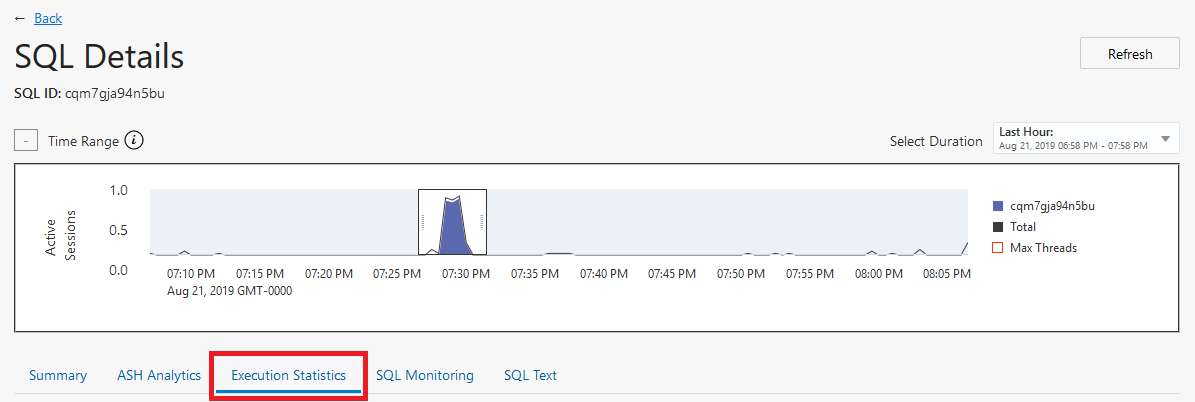 ← Back
SQL Details
Refresh
SQL ID: cqm7gja94n5bu
- Time Range i
Select Duration
Last Hour:
Aug 21, 2019 06:58 PM - 07:58 PM
Active
Sessions
1.0
0.5
0.0
07:10 PM 07:15 PM 07:20 PM 07:25 PM 07:30 PM 07:35 PM 07:40 PM 07:45 PM 07:50 PM 07:55 PM 08:00 PM 08:05 PM
Aug 21, 2019 GMT-0000
cqm7gja94n5bu
Total
Max Threads
Summary ASH Analytics Execution Statistics SQL Monitoring SQL Text